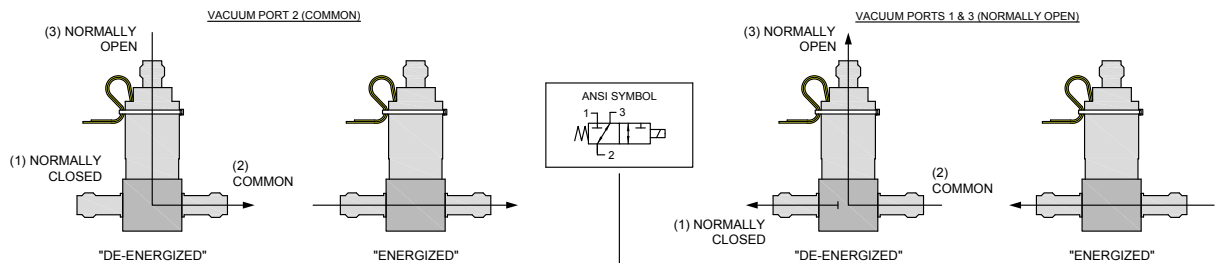 VACUUM PORT 2 (COMMON)
(3) NORMALLY
OPEN
(1) NORMALLY
CLOSED
(2)
COMMON
"DE-ENERGIZED"
"ENERGIZED"
ANSI SYMBOL
1
3
2
VACUUM PORTS 1 & 3 (NORMALLY OPEN)
(3) NORMALLY
OPEN
(2)
COMMON
(1) NORMALLY
CLOSED
"DE-ENERGIZED"
"ENERGIZED"